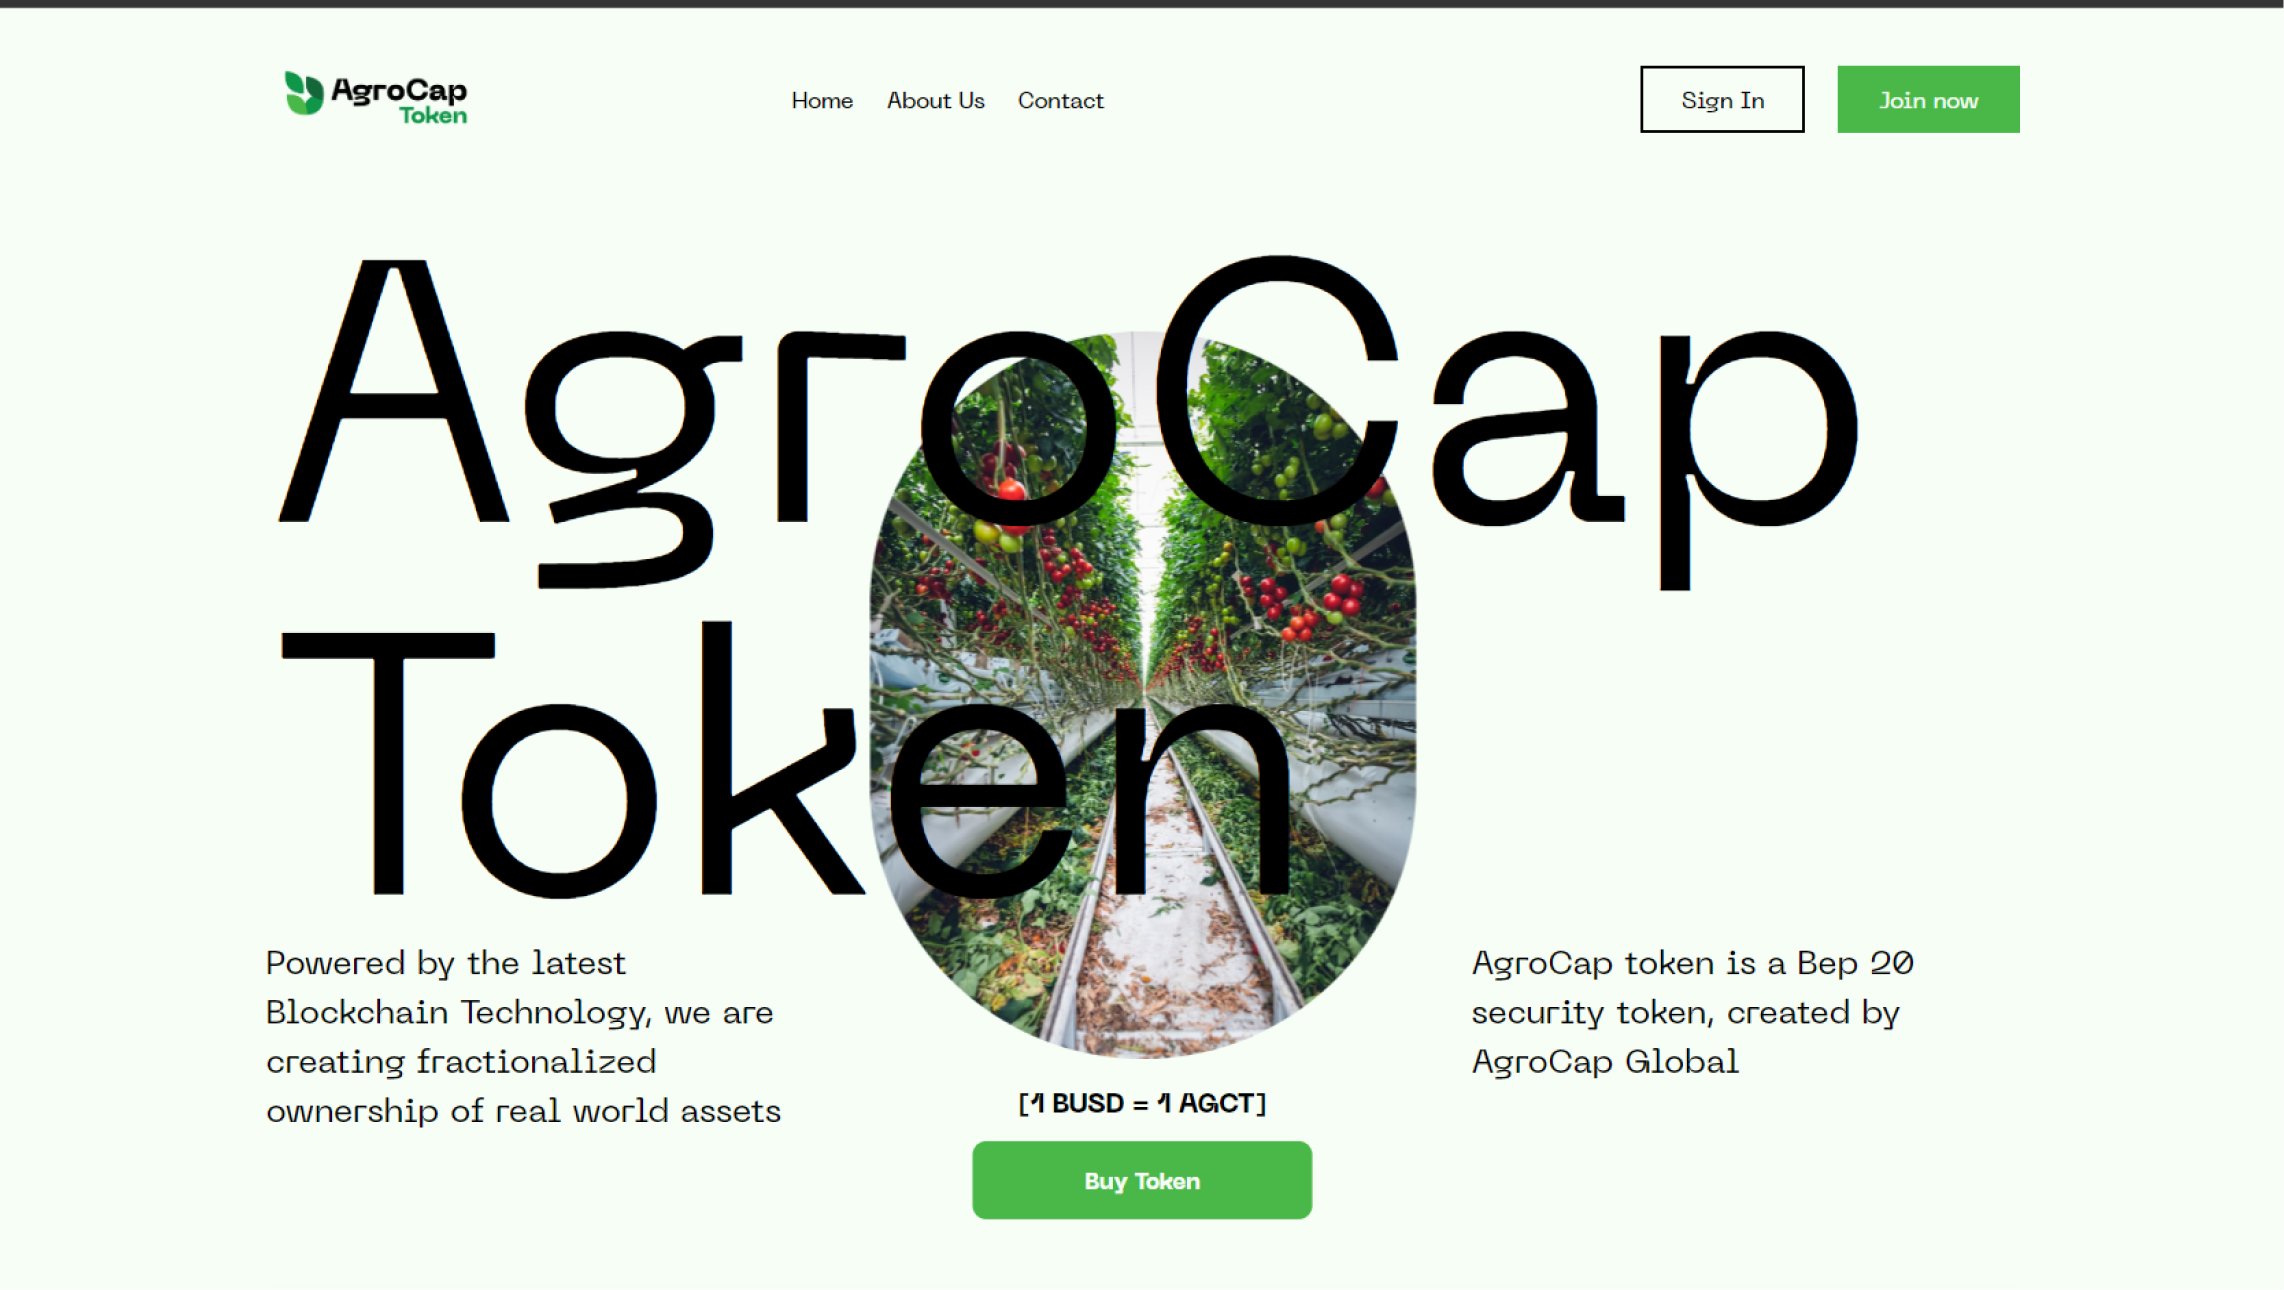 AgroCap
Token
Home
About Us
Contact
Sign In
Join now
AgroCap
Token
Powered by the latest
Blockchain Technology, we are
creating fractionalized
ownership of real world assets
[1 BUSD = 1 AGCT]
Buy Token
AgroCap token is a Bep 20
security token, created by
AgroCap Global